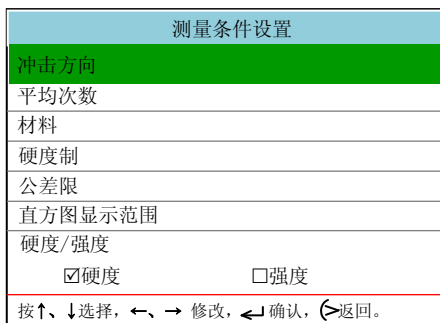 测量条件设置
冲击方向
平均次数
材料
硬度制
公差限
直方图显示范围
硬度/强度
☑硬度 ☐强度
按↑、↓选择，←、→ 修改，↵ 确认，返回。